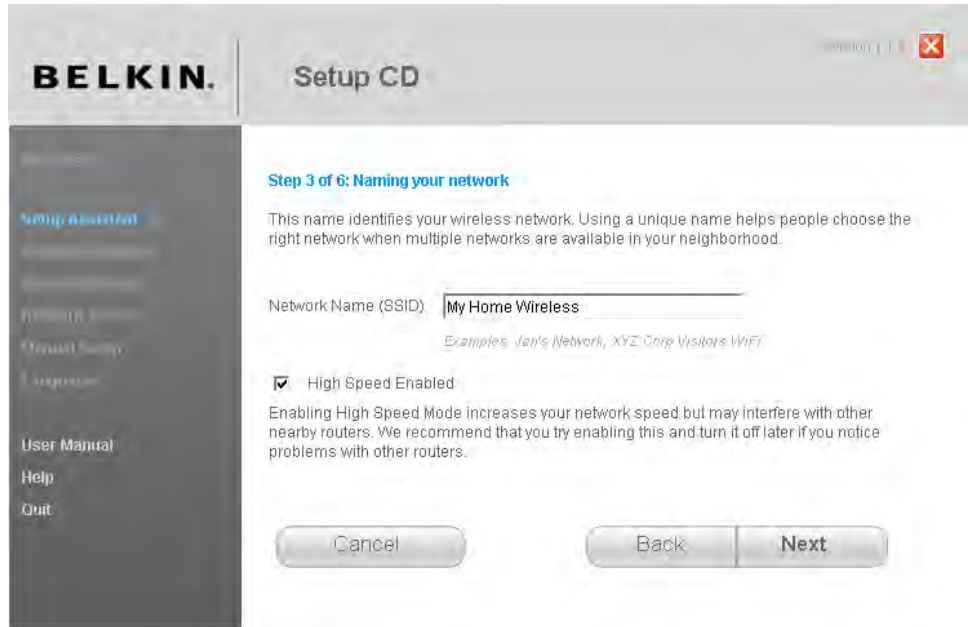 BELKIN.
Setup CD
Setup Assistant
Manual Setup
User Manual
Help
Quit
Step 3 of 6: Naming your network
This name identifies your wireless network. Using a unique name helps people choose the
right network when multiple networks are available in your neighborhood.
Network Name (SSID)
My Home Wireless
Examples: Jan's Network, XYZ Corp Visitors WiFi
High Speed Enabled
Enabling High Speed Mode increases your network speed but may interfere with other
nearby routers. We recommend that you try enabling this and turn it off later if you notice
problems with other routers.
Cancel
Back
Next